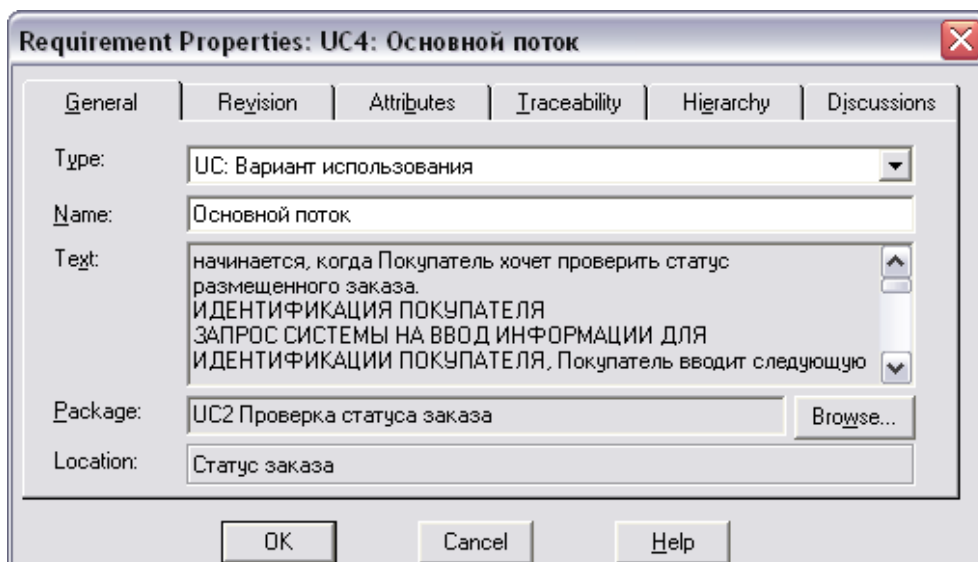 Requirement Properties: UC4: Основной поток
General Revision Attributes Traceability Hierarchy Discussions
Type: UC: Вариант использования
Name: Основной поток
Text: начинается, когда Покупатель хочет проверить статус
размещенного заказа.
ИДЕНТИФИКАЦИЯ ПОКУПАТЕЛЯ
ЗАПРОС СИСТЕМЫ НА ВВОД ИНФОРМАЦИИ ДЛЯ
ИДЕНТИФИКАЦИИ ПОКУПАТЕЛЯ, Покупатель вводит следующую
Package: UC2 Проверка статуса заказа Browse...
Location: Статус заказа
OK Cancel Help